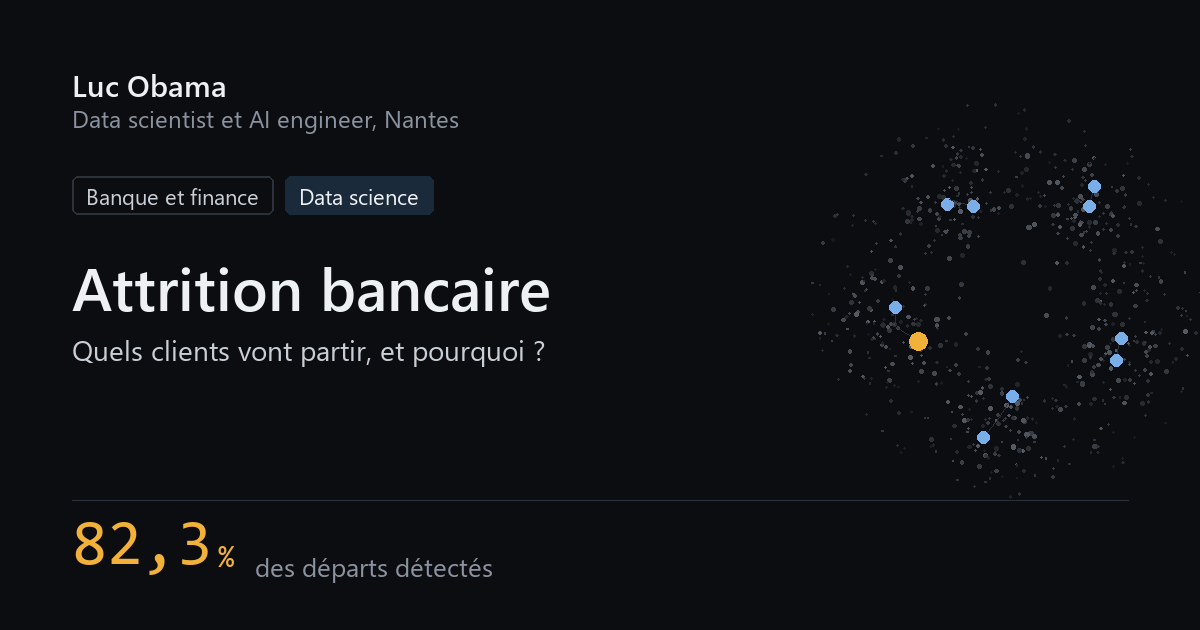 Luc Obama
Data scientist et AI engineer, Nantes
Banque et finance
Data science
Attrition bancaire
Quels clients vont partir, et pourquoi ?
82,3 % des départs détectés